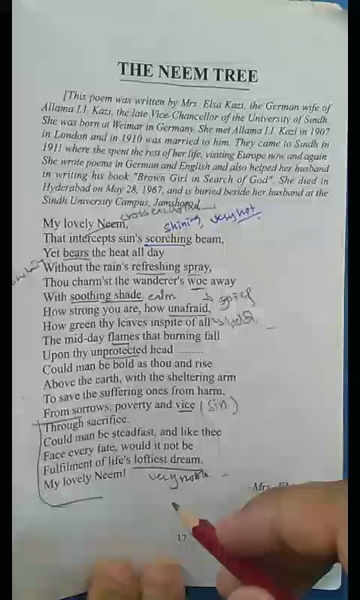 THE NEEM TREE
[This poem was written by Mrs. Elsa Kazi, the German wife of
Allama I.I. Kazi, the late Vice-Chancellor of the University of Sindh.
She was born at Weimar in Germany. She met Allama I.I. Kazi in 1907
in London and in 1910 was married to him. They came to Sindh in
1911 where she spent the rest of her life, visiting Europe now and again
She wrote poems in German and English and also helped her husband
in writing his book "Brown Girl in Search of God". She died in
Hyderabad on May 28, 1967, and is buried beside her husband at the
Sindh University Campus, Jamshoro.]
My lovely Neem,
shining, very hot.
That intercepts sun's scorching beam,
Yet bears the heat all day
Without the rain's refreshing spray,
Thou charm'st the wanderer's woe away
With soothing shade calm grief
How strong you are, how unafraid,
How green thy leaves inspite of all
The mid-day flames that burning fall
Upon thy unprotected head ..........
Could man be bold as thou and rise
Above the earth, with the sheltering arm
To save the suffering ones from harm,
From sorrows, poverty and vice (sin)
Through sacrifice.
Could man be steadfast, and like thee
Face every fate, would it not be
Fulfilment of life's loftiest dream.
My lovely Neem! very noble
17